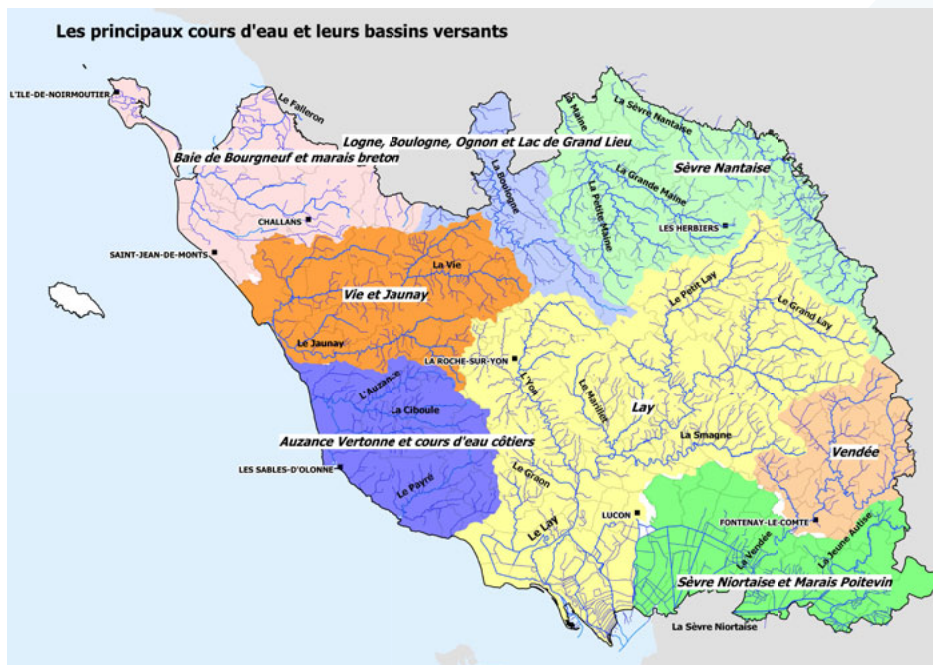 Les principaux cours d'eau et leurs bassins versants
L'ILE-DE-NOIRMOUTIER
Le Falleron
La Maine
La Sèvre Nantaise
Logne, Boulogne, Ognon et Lac de Grand Lieu
Baie de Bourgneuf et marais breton
Sèvre Nantaise
La Boulogne
La Grande Maine
La Petite Maine
CHALLANS
LES HERBIERS
SAINT-JEAN-DE-MONTS
La Vie
Le Petit Lay
Vie et Jaunay
Le Grand Lay
Le Jaunay
LA ROCHE-SUR-YON
L'Auzance
L'Yon
Le Marillet
La Ciboule
Lay
La Smagne
Auzance Vertonne et cours d'eau côtiers
Vendée
LES SABLES-D'OLONNE
Le Graon
Le Payré
LUCON
FONTENAY-LE-COMTE
Le Lay
La Vendée
La Jeune Autise
Sèvre Niortaise et Marais Poitevin
La Sèvre Niortaise